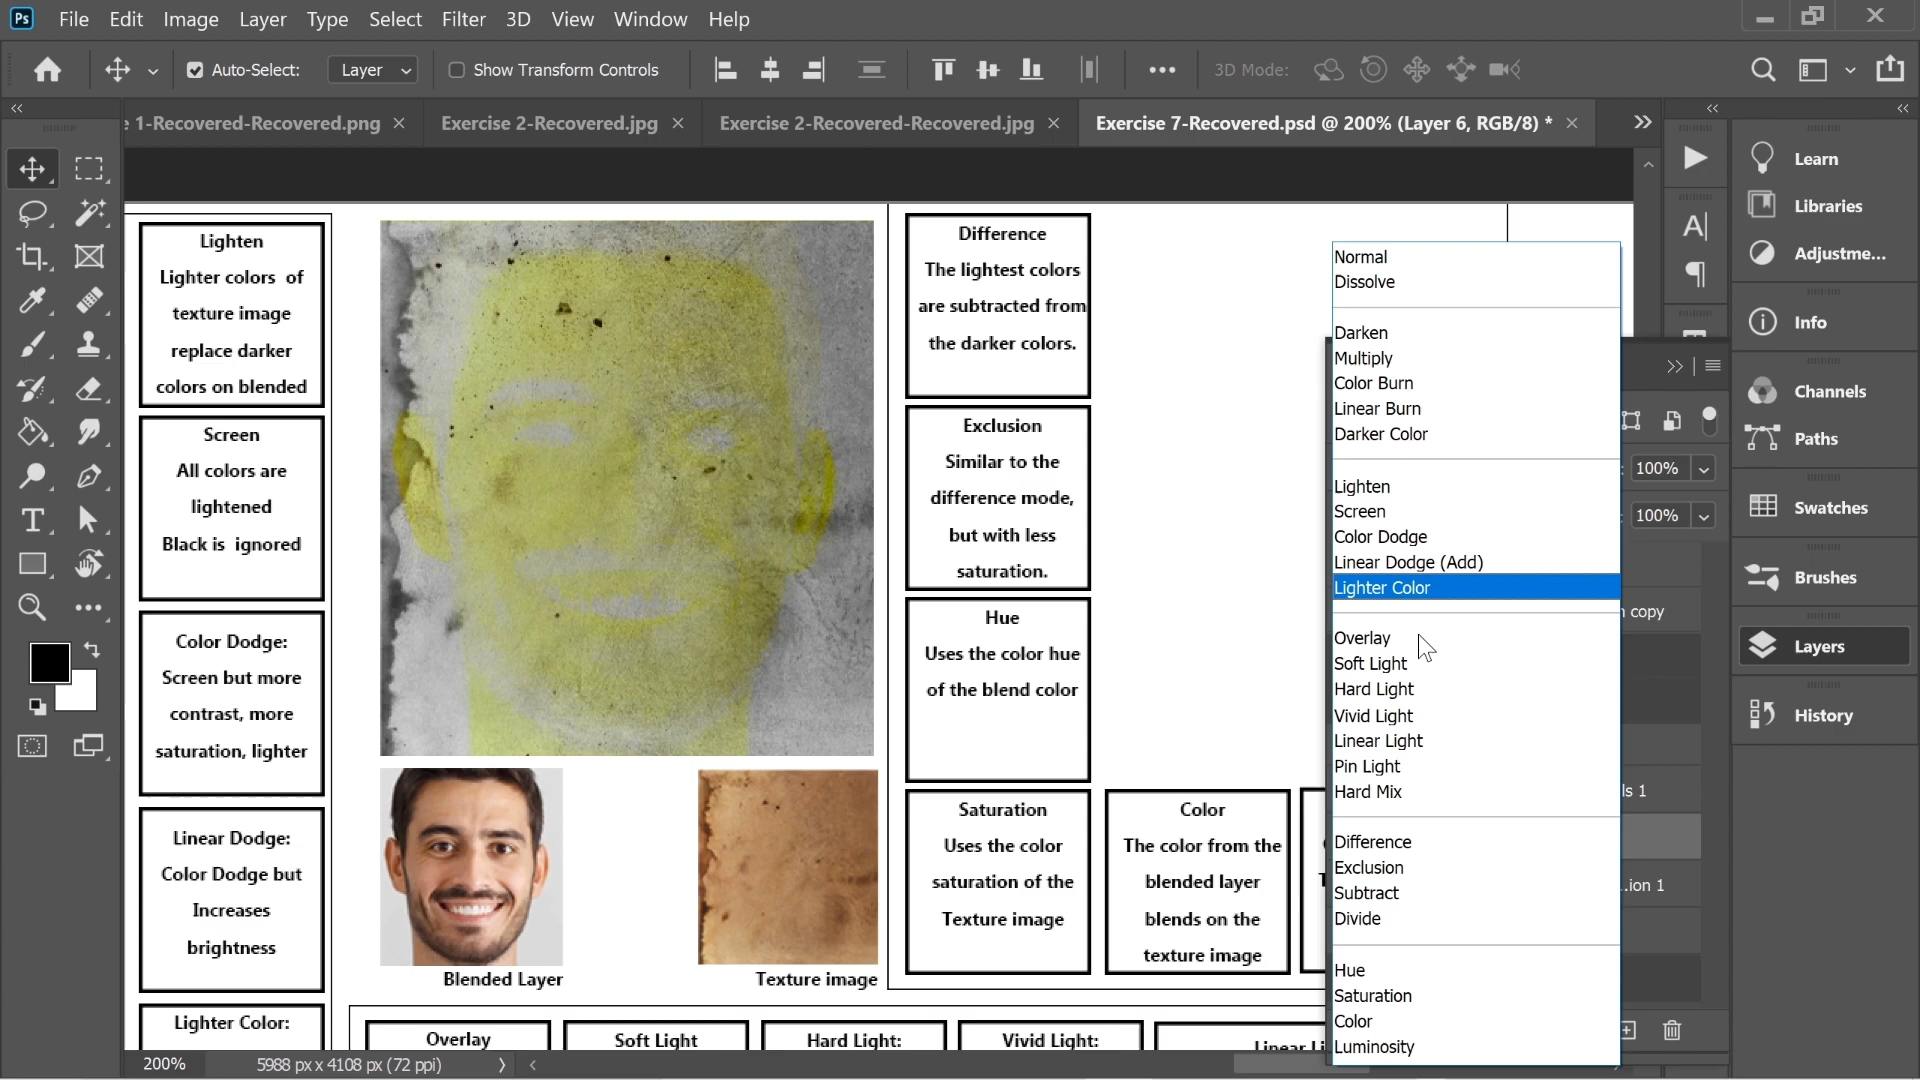 Ps
File Edit Image Layer Type Select Filter 3D View Window Help
Auto-Select: Layer Show Transform Controls 3D Mode:
e 1-Recovered-Recovered.png × Exercise 2-Recovered.jpg × Exercise 2-Recovered-Recovered.jpg × Exercise 7-Recovered.psd @ 200% (Layer 6, RGB/8) * ×
Lighten
Lighter colors of
texture image
replace darker
colors on blended
Screen
All colors are
lightened
Black is ignored
Color Dodge:
Screen but more
contrast, more
saturation, lighter
Linear Dodge:
Color Dodge but
Increases
brightness
Lighter Color:
Blended Layer
Texture image
Overlay
Soft Light
Hard Light:
Vivid Light:
Difference
The lightest colors
are subtracted from
the darker colors.
Exclusion
Similar to the
difference mode,
but with less
saturation.
Hue
Uses the color hue
of the blend color
Saturation
Uses the color
saturation of the
Texture image
Color
The color from the
blended layer
blends on the
texture image
Normal
Dissolve
Darken
Multiply
Color Burn
Linear Burn
Darker Color
Lighten
Screen
Color Dodge
Linear Dodge (Add)
Lighter Color
Overlay
Soft Light
Hard Light
Vivid Light
Linear Light
Pin Light
Hard Mix
Difference
Exclusion
Subtract
Divide
Hue
Saturation
Color
Luminosity
100%
100%
copy
ls 1
...ion 1
Learn
Libraries
Adjustme...
Info
Channels
Paths
Swatches
Brushes
Layers
History
200% 5988 px x 4108 px (72 ppi)